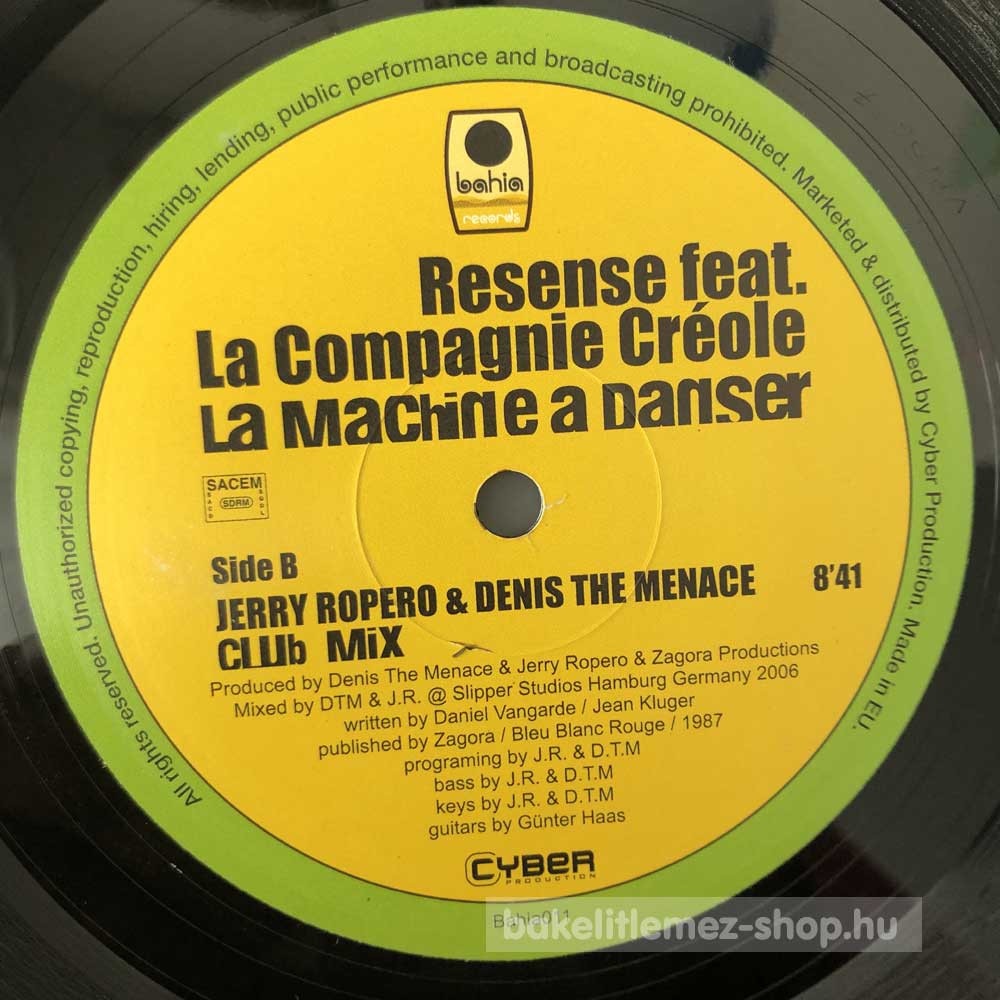 All rights reserved. Unauthorized copying, reproduction, hiring, lending, public performance and broadcasting prohibited. Marketed & distributed by Cyber Production. Made in EU.
bahia
records
Resense feat.
La Compagnie Créole
La Machine a Danser
SACEM
SDRM
Side B
JERRY ROPERO & DENIS THE MENACE 8'41
CLUb MiX
Produced by Denis The Menace & Jerry Ropero & Zagora Productions
Mixed by DTM & J.R. @ Slipper Studios Hamburg Germany 2006
written by Daniel Vangarde / Jean Kluger
published by Zagora / Bleu Blanc Rouge / 1987
programing by J.R. & D.T.M
bass by J.R. & D.T.M
keys by J.R. & D.T.M
guitars by Günter Haas
CYBER
PRODUCTION
Bahia011
bakelitlemez-shop.hu